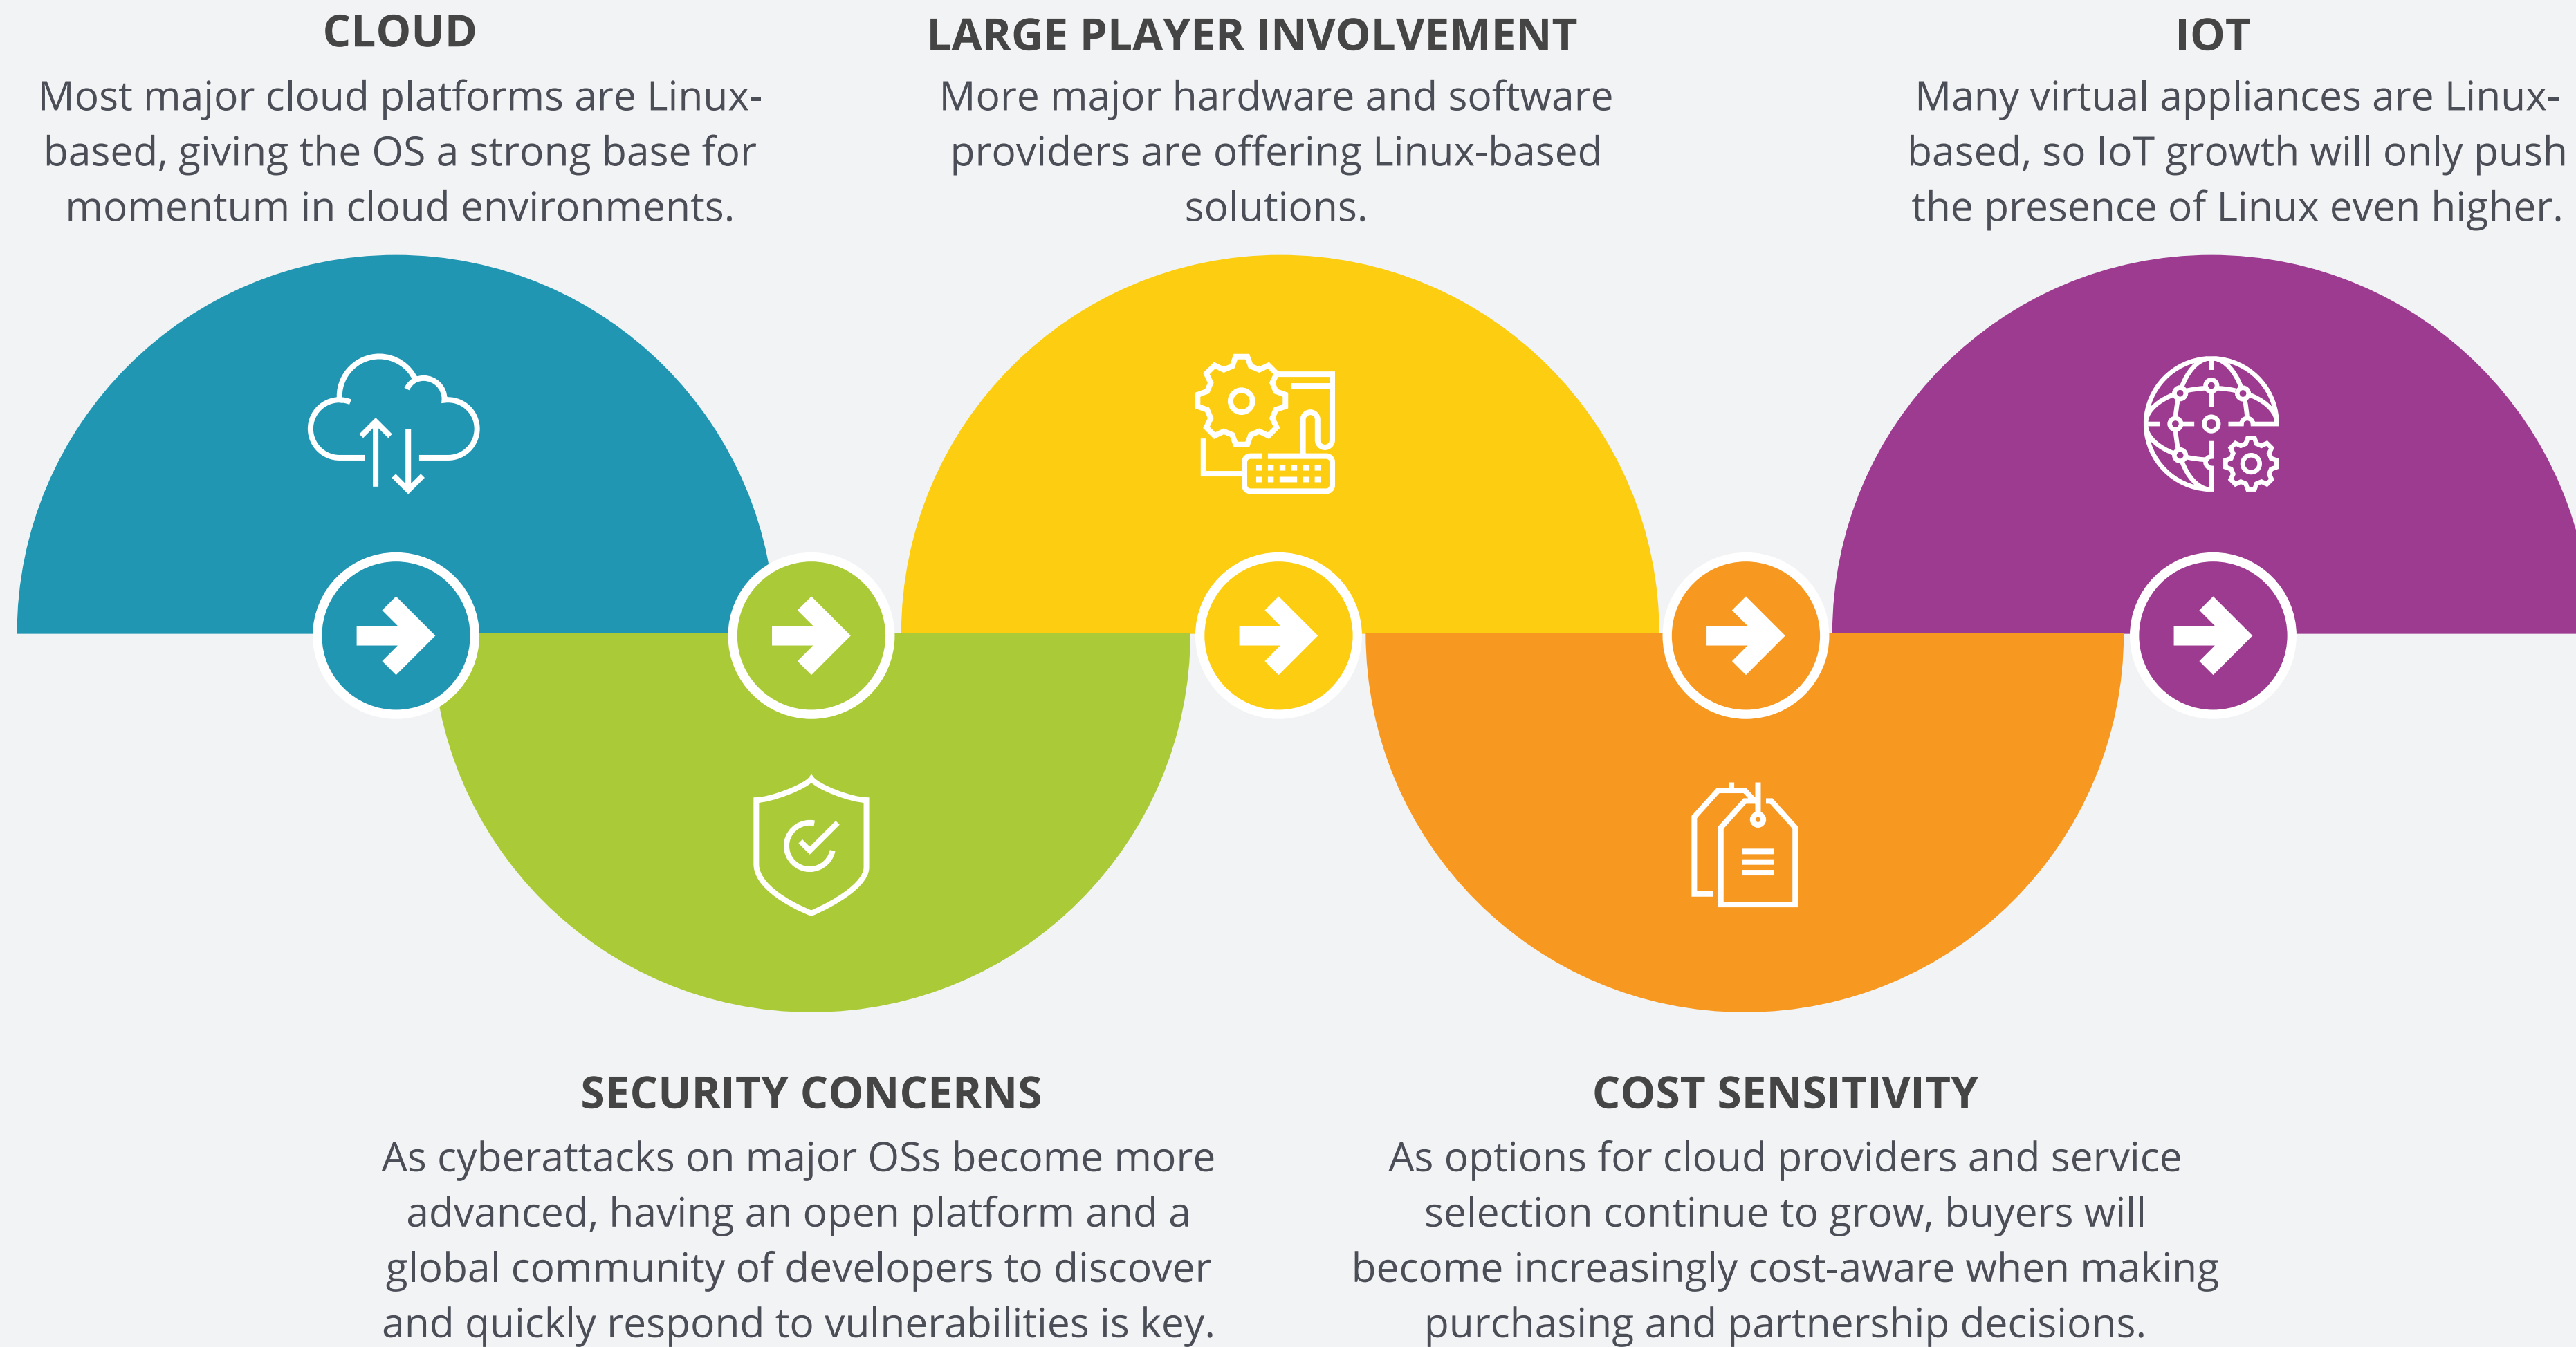 CLOUD
Most major cloud platforms are Linux-
based, giving the OS a strong base for
momentum in cloud environments.
LARGE PLAYER INVOLVEMENT
More major hardware and software
providers are offering Linux-based
solutions.
IOT
Many virtual appliances are Linux-
based, so IoT growth will only push
the presence of Linux even higher.
SECURITY CONCERNS
As cyberattacks on major OSs become more
advanced, having an open platform and a
global community of developers to discover
and quickly respond to vulnerabilities is key.
COST SENSITIVITY
As options for cloud providers and service
selection continue to grow, buyers will
become increasingly cost-aware when making
purchasing and partnership decisions.